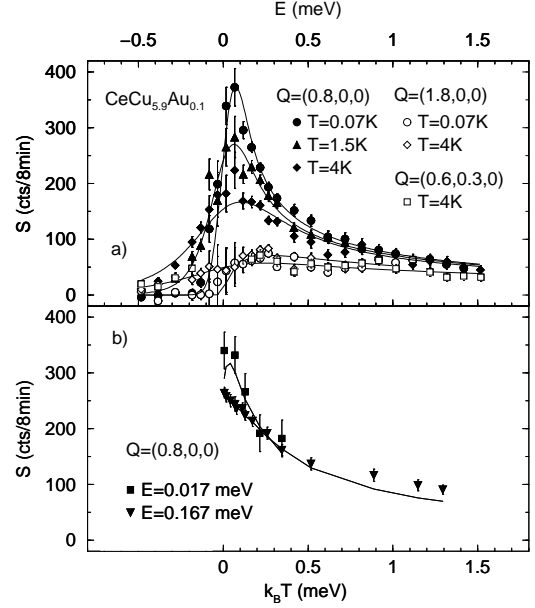 E (meV)
−0.5 0 0.5 1 1.5
400
300
200
100
0
S (cts/8min)
CeCu5.9Au0.1
Q=(0.8,0,0) Q=(1.8,0,0)
T=0.07K T=0.07K
T=1.5K T=4K
T=4K Q=(0.6,0.3,0)
T=4K
a)
b)
400
300
200
100
0
S (cts/8min)
Q=(0.8,0,0)
E=0.017 meV
E=0.167 meV
0 0.5 1 1.5
kBT (meV)